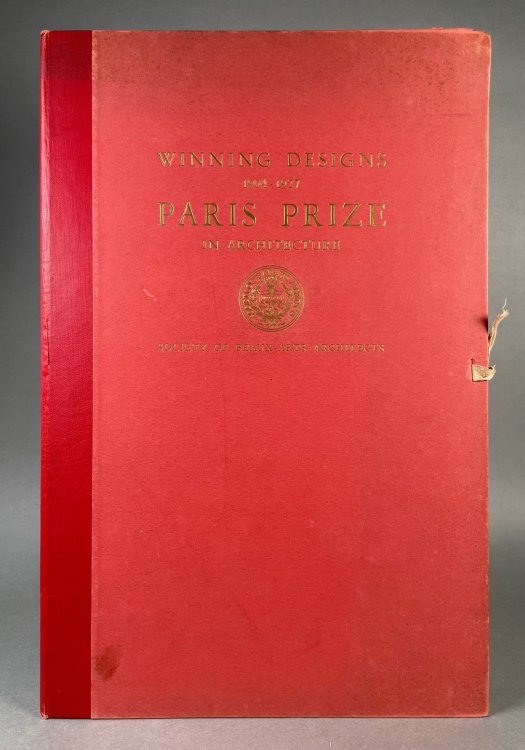 WINNING DESIGNS
1904-1927
PARIS PRIZE
IN ARCHITECTURE
SOCIETY OF BEAUX-ARTS ARCHITECTS